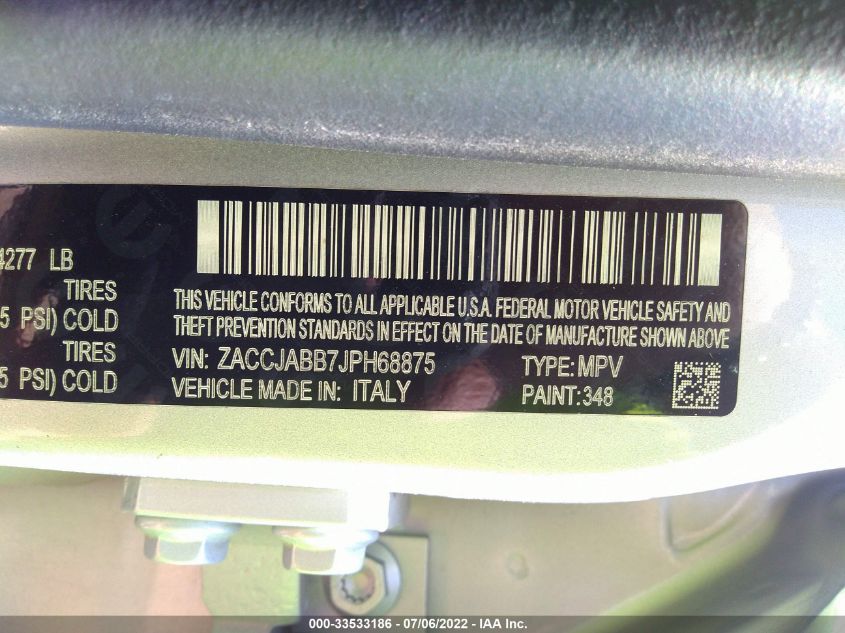 4277 LB
TIRES
5 PSI) COLD
TIRES
5 PSI) COLD
THIS VEHICLE CONFORMS TO ALL APPLICABLE U.S.A. FEDERAL MOTOR VEHICLE SAFETY AND
THEFT PREVENTION STANDARDS IN EFFECT ON THE DATE OF MANUFACTURE SHOWN ABOVE
VIN: ZACCJABB7JPH68875 TYPE: MPV
VEHICLE MADE IN: ITALY PAINT: 348
000-33533186 - 07/06/2022 - IAA Inc.